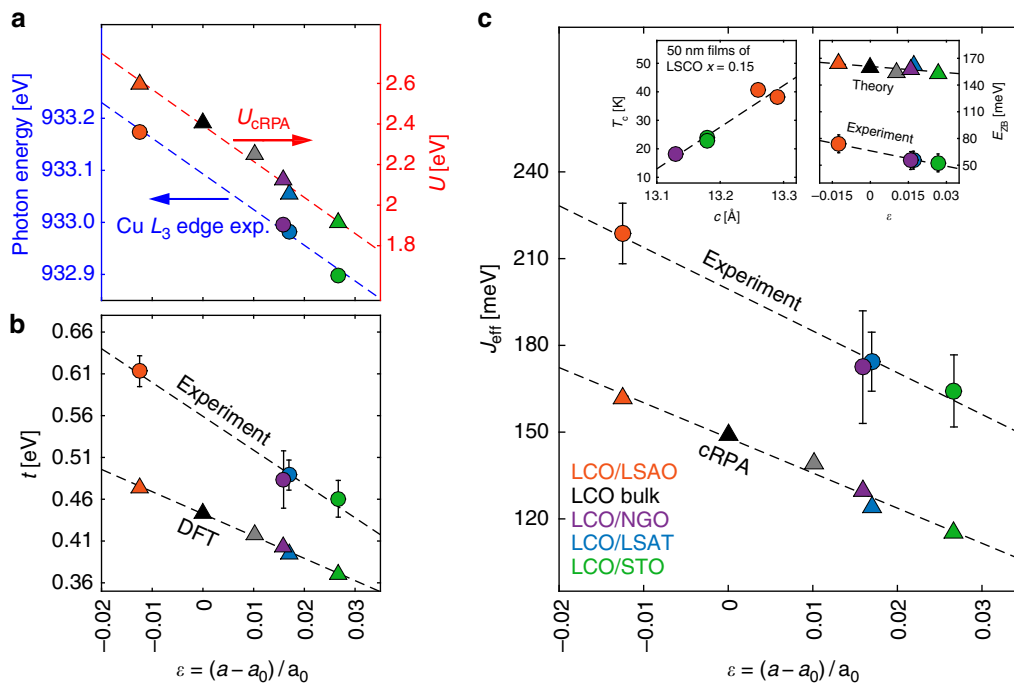 a
Photon energy [eV]
933.2
933.1
933.0
932.9
U_cRPA
Cu L_3 edge exp.
2.6
2.4
2.2
2
1.8
U [eV]
b
t [eV]
0.66
0.61
0.56
0.51
0.46
0.41
0.36
Experiment
DFT
−0.02
−0.01
0
0.01
0.02
0.03
ε = (a – a_0) / a_0
c
J_eff [meV]
240
210
180
150
120
Experiment
cRPA
LCO/LSAO
LCO bulk
LCO/NGO
LCO/LSAT
LCO/STO
−0.02
−0.01
0
0.01
0.02
0.03
ε = (a – a_0) / a_0
50 nm films of
LSCO x = 0.15
T_c [K]
50
40
30
20
10
13.1
13.2
13.3
c [Å]
Theory
Experiment
160
120
80
50
E_ZB [meV]
−0.015
0
0.015
0.03
ε